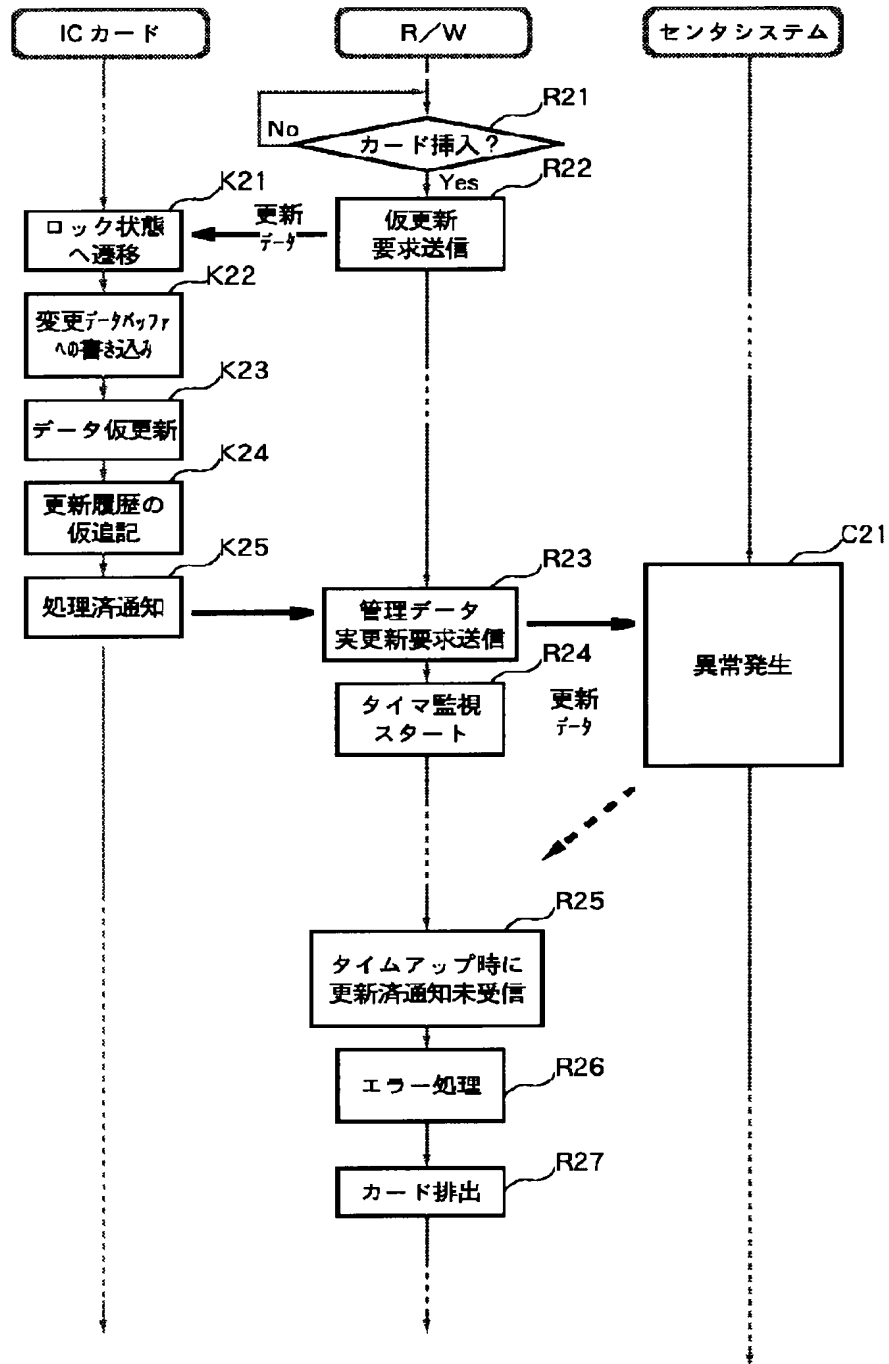 ICカード
R/W
センタシステム
R21
No
カード挿入?
Yes
R22
K21
ロック状態
へ遷移
更新
データ
仮更新
要求送信
K22
変更データバッファ
への書き込み
K23
データ仮更新
K24
更新履歴の
仮追記
K25
処理済通知
R23
管理データ
実更新要求送信
C21
異常発生
R24
タイマ監視
スタート
更新
データ
R25
タイムアップ時に
更新済通知未受信
R26
エラー処理
R27
カード排出